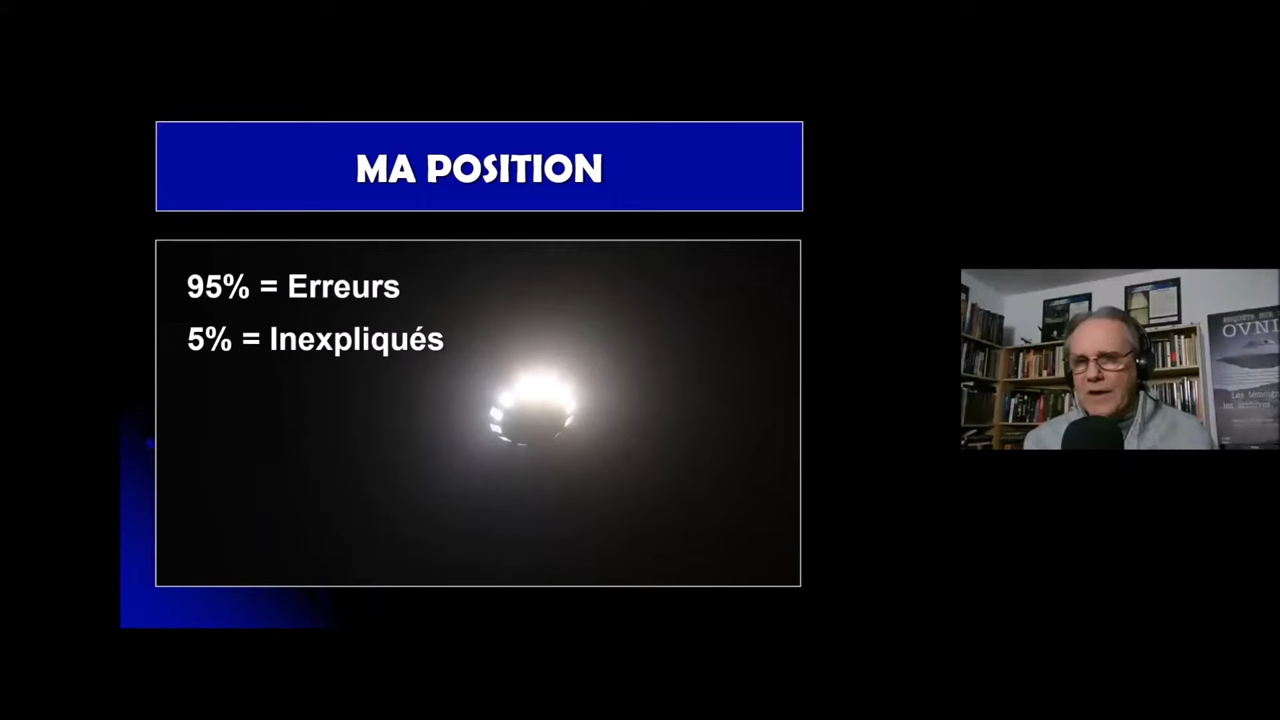 MA POSITION
95% = Erreurs
5% = Inexpliqués
OVNI